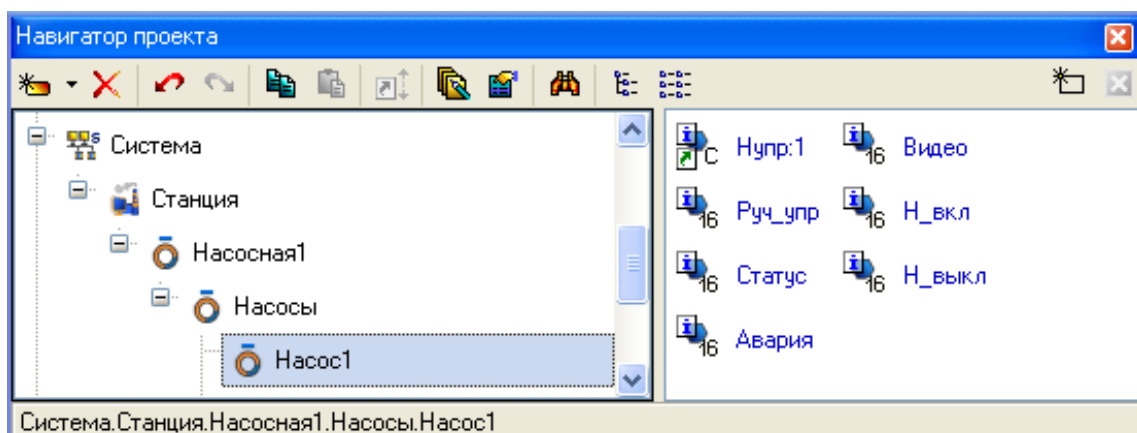 Навигатор проекта
Система
Станция
Насосная1
Насосы
Насос1
C Нупр:1
16 Видео
16 Руч_упр
16 Н_вкл
16 Статус
16 Н_выкл
16 Авария
Система.Станция.Насосная1.Насосы.Насос1